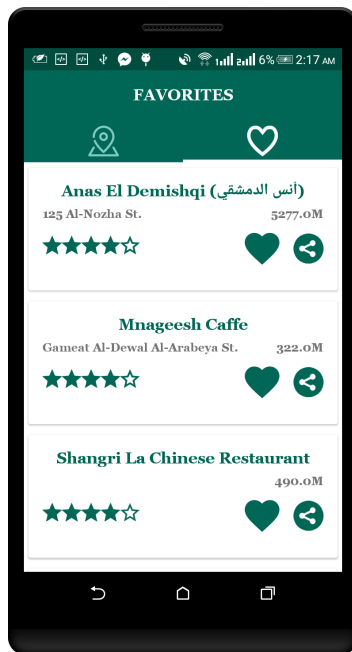 6% 2:17 AM
FAVORITES
Anas El Demishqi (أنس الدمشقي)
125 Al-Nozha St. 5277.0M
Mnageesh Caffe
Gameat Al-Dewal Al-Arabeya St. 322.0M
Shangri La Chinese Restaurant
490.0M